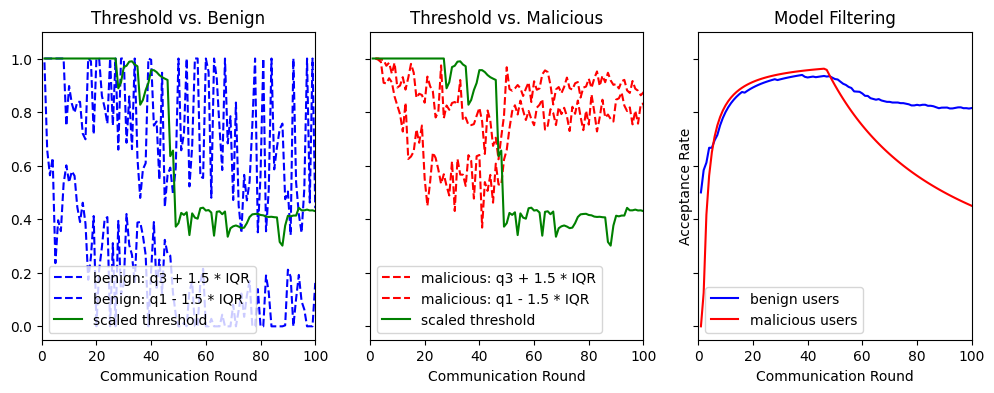 Threshold vs. Benign
1.0
0.8
0.6
0.4
0.2
0.0
benign: q3 + 1.5 * IQR
benign: q1 - 1.5 * IQR
scaled threshold
0 20 40 60 80 100
Communication Round
Threshold vs. Malicious
malicious: q3 + 1.5 * IQR
malicious: q1 - 1.5 * IQR
scaled threshold
0 20 40 60 80 100
Communication Round
Model Filtering
Acceptance Rate
benign users
malicious users
0 20 40 60 80 100
Communication Round